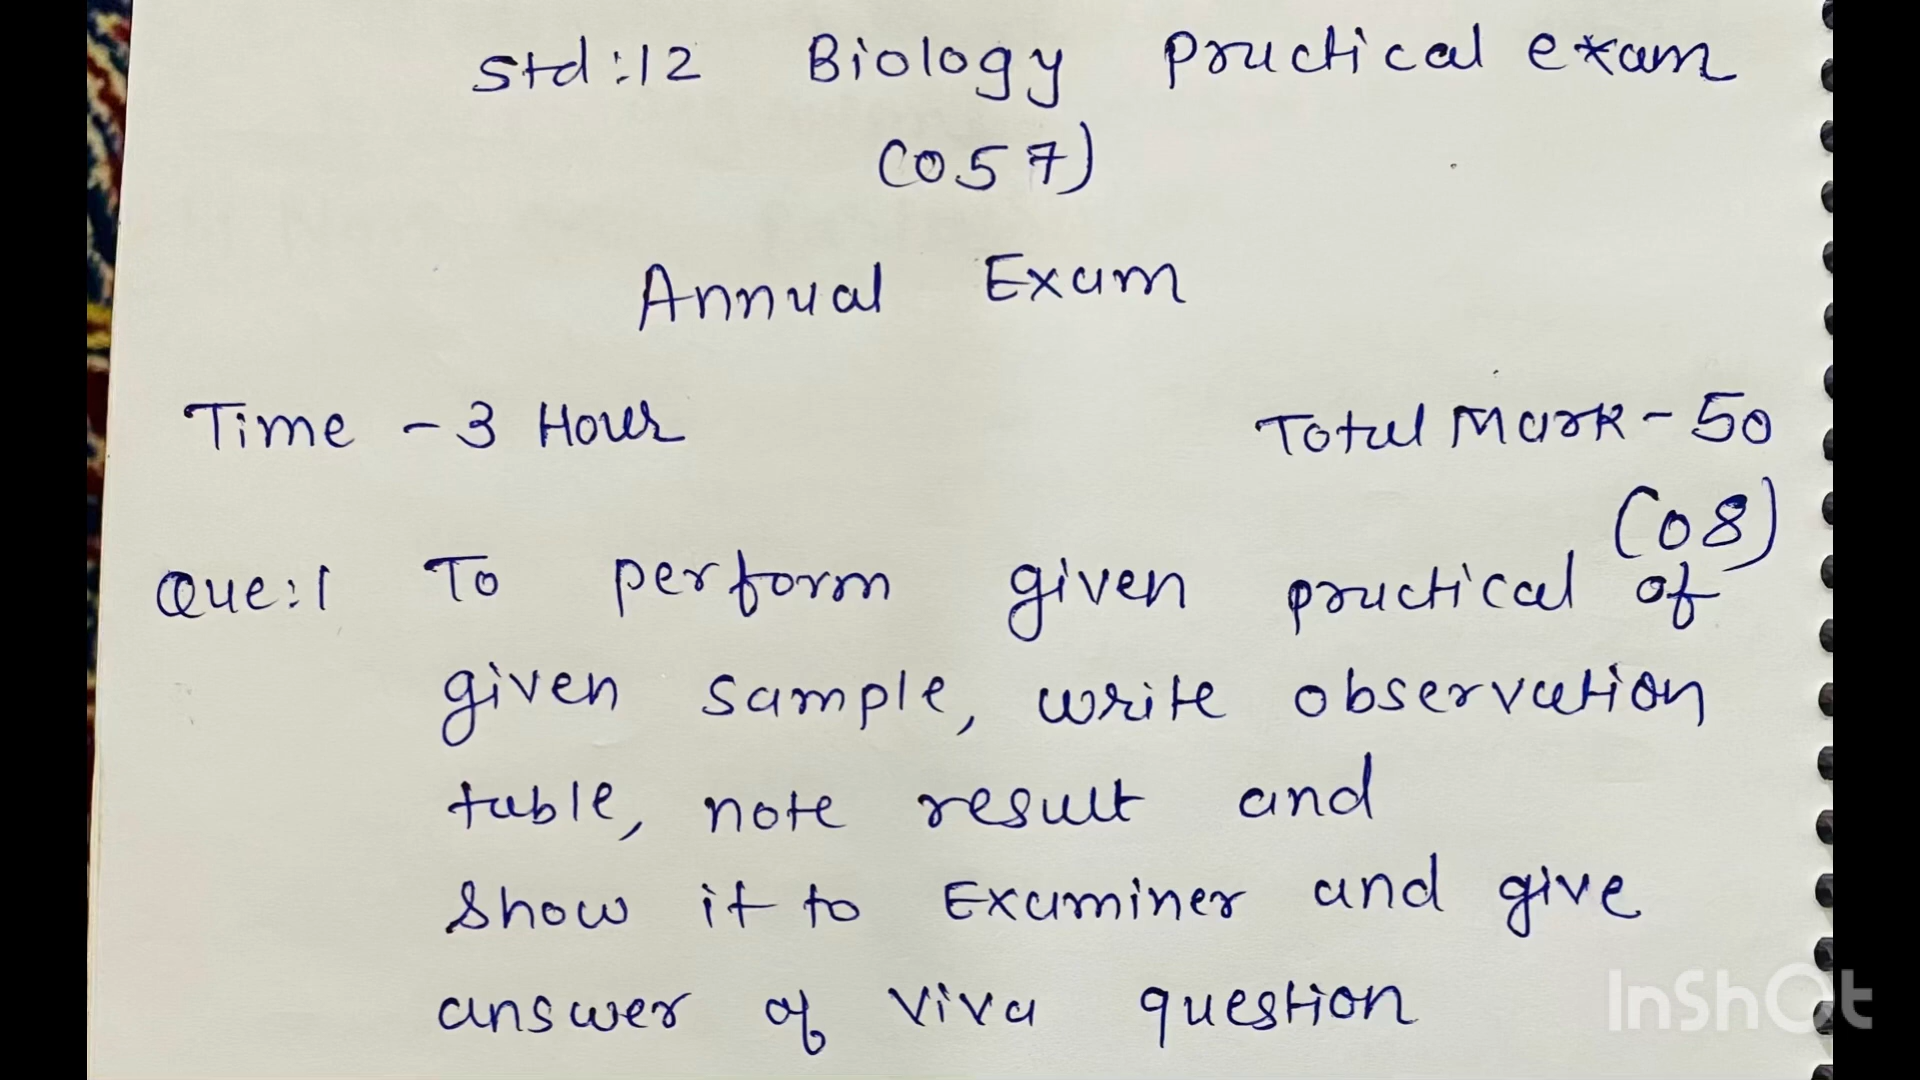 Std:12 Biology Practical exam
(057)
Annual Exam
Time - 3 Hour Total Mark - 50
(08)
Que:1 To perform given practical of
given sample, write observation
table, note result and
Show it to Examiner and give
answer of viva question
InShOt